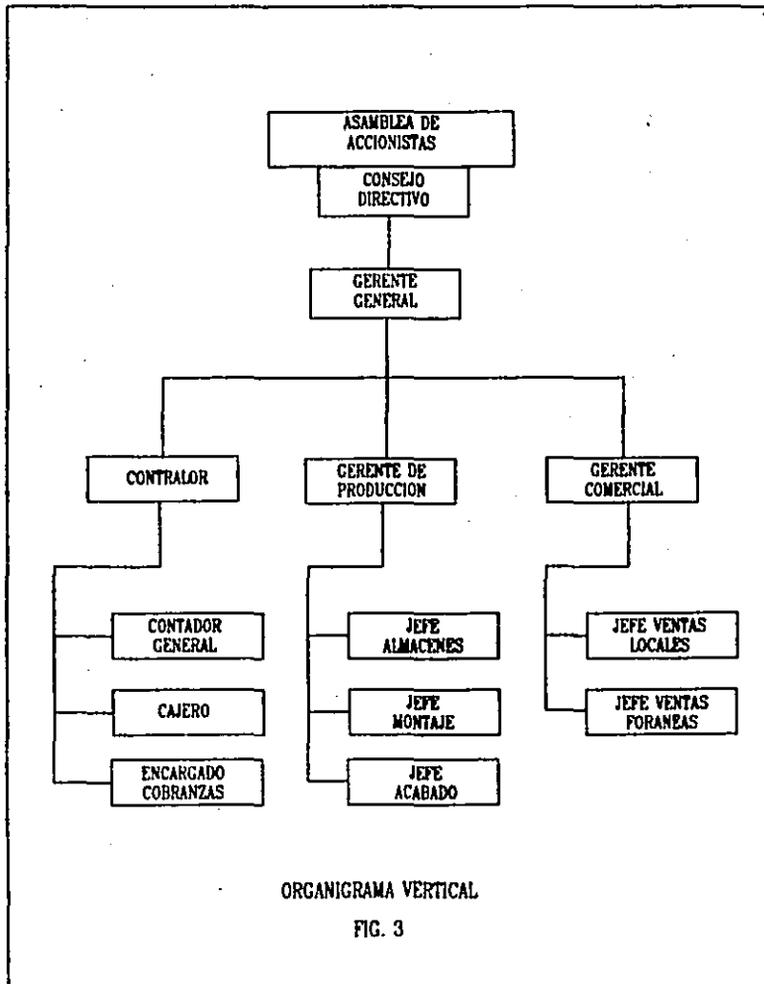 ASAMBLEA DE
ACCIONISTAS
CONSEJO
DIRECTIVO
GERENTE
GENERAL
CONTRALOR
GERENTE DE
PRODUCCION
GERENTE
COMERCIAL
CONTADOR
GENERAL
CAJERO
ENCARGADO
COBRANZAS
JEFE
ALMACENES
JEFE
MONTAJE
JEFE
ACABADO
JEFE VENTAS
LOCALES
JEFE VENTAS
FORANEAS
ORGANIGRAMA VERTICAL
FIG. 3